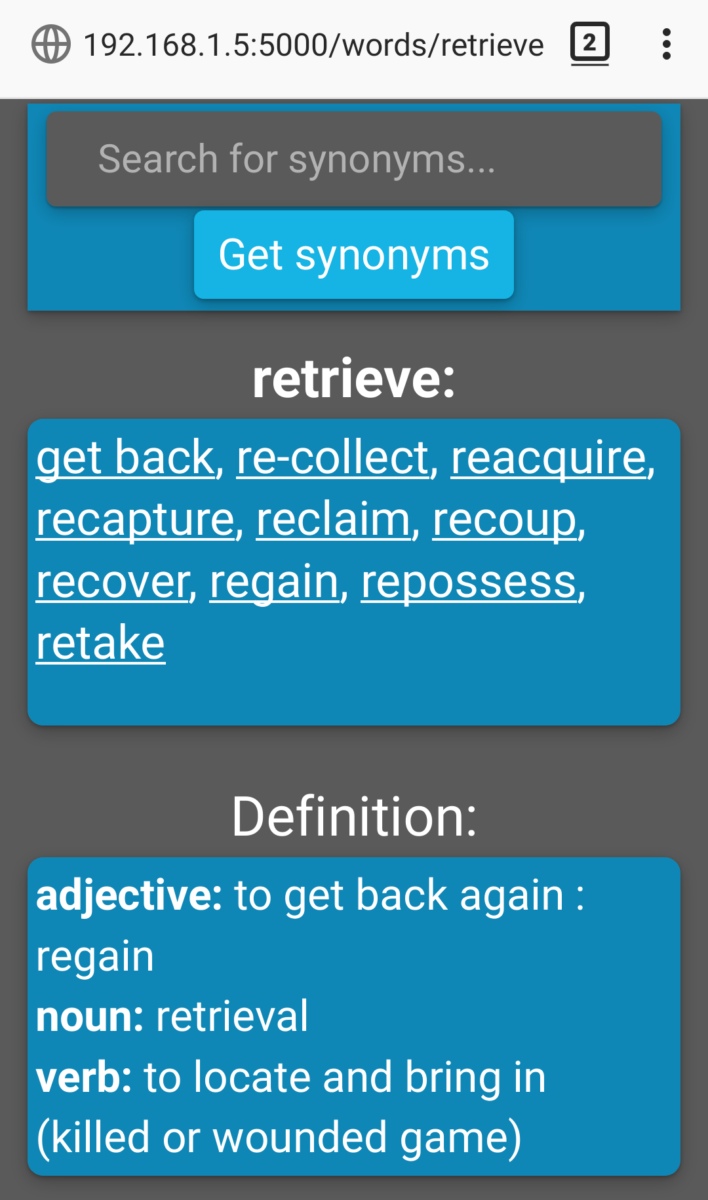 192.168.1.5:5000/words/retrieve 2
Search for synonyms...
Get synonyms
retrieve:
get back, re-collect, reacquire,
recapture, reclaim, recoup,
recover, regain, repossess,
retake
Definition:
adjective: to get back again :
regain
noun: retrieval
verb: to locate and bring in
(killed or wounded game)